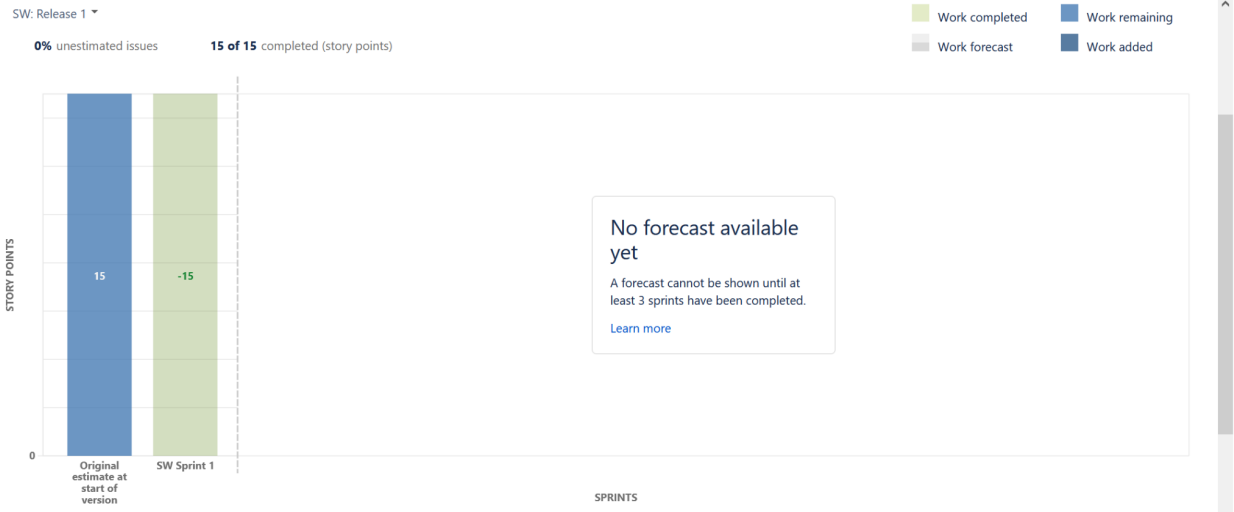 SW: Release 1
Work completed
Work remaining
0% unestimated issues
15 of 15 completed (story points)
Work forecast
Work added
STORY POINTS
15
-15
No forecast available
yet
A forecast cannot be shown until at
least 3 sprints have been completed.
Learn more
0
Original
estimate at
start of
version
SW Sprint 1
SPRINTS